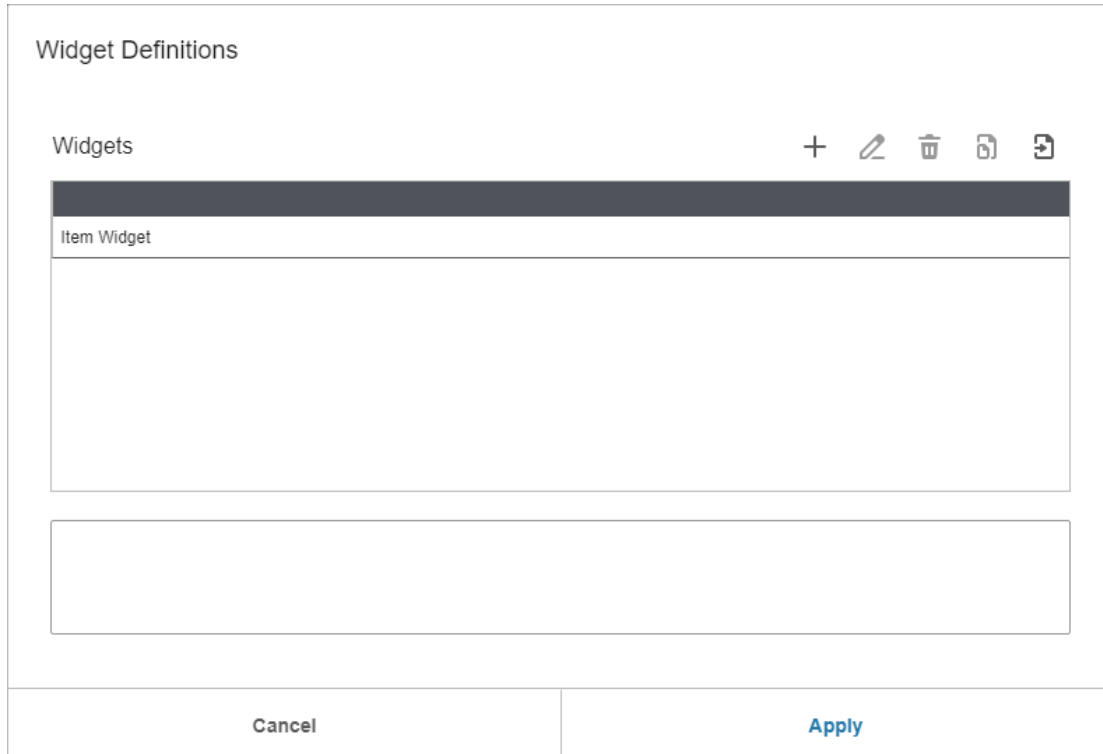 Widget Definitions
Widgets
Item Widget
Cancel
Apply